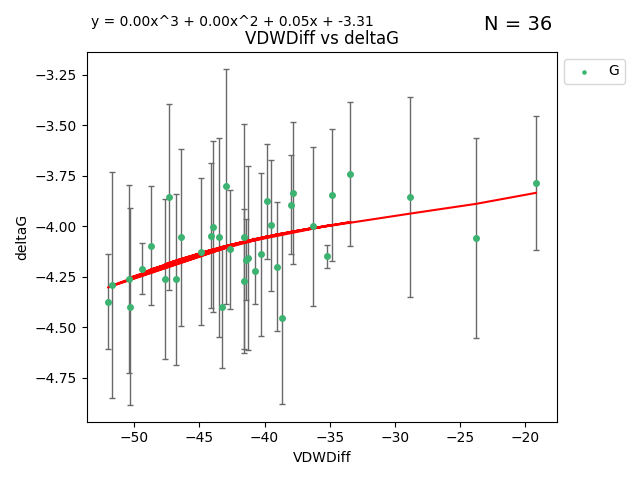 y = 0.00x^3 + 0.00x^2 + 0.05x + -3.31
N = 36
VDWDiff vs deltaG
G
−3.25
−3.50
−3.75
−4.00
−4.25
−4.50
−4.75
deltaG
−50
−45
−40
−35
−30
−25
−20
VDWDiff